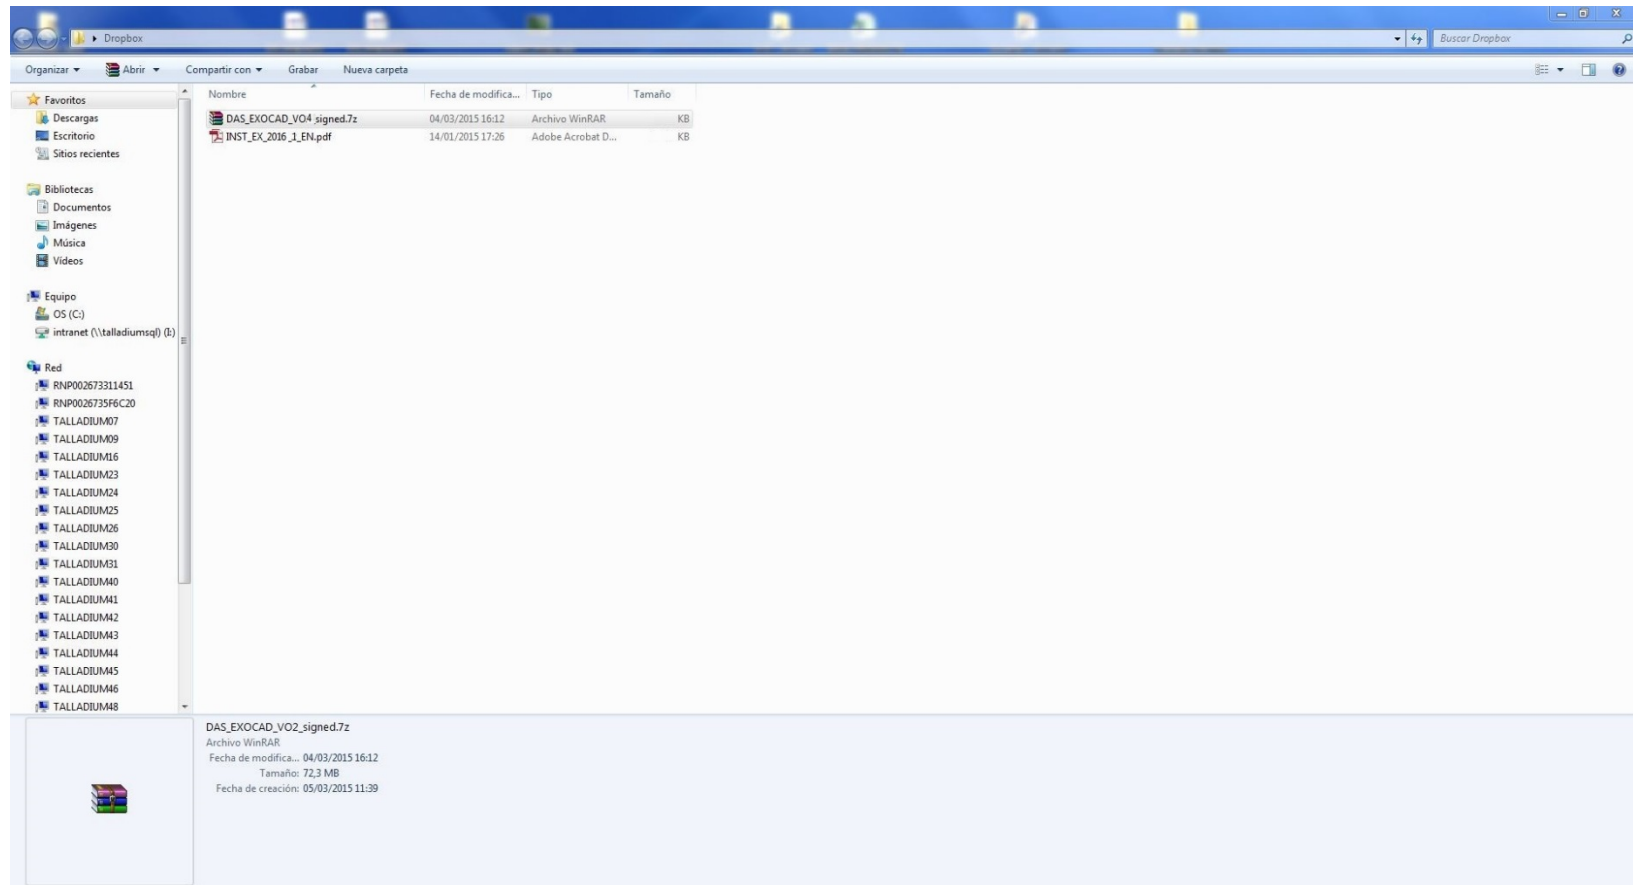 Dropbox
Buscar Dropbox
Organizar Abrir Compartir con Grabar Nueva carpeta
Nombre Fecha de modifica... Tipo Tamaño
DAS_EXOCAD_VO4_signed.7z 04/03/2015 16:12 Archivo WinRAR KB
INST_EX_2016_1_EN.pdf 14/01/2015 17:26 Adobe Acrobat D... KB
Favoritos
Descargas
Escritorio
Sitios recientes
Bibliotecas
Documentos
Imágenes
Música
Vídeos
Equipo
OS (C:)
intranet (\\talladiumsql) (I:)
Red
RNP002673311451
RNP0026735F6C20
TALLADIUM07
TALLADIUM09
TALLADIUM16
TALLADIUM23
TALLADIUM24
TALLADIUM25
TALLADIUM26
TALLADIUM30
TALLADIUM31
TALLADIUM40
TALLADIUM41
TALLADIUM42
TALLADIUM43
TALLADIUM44
TALLADIUM45
TALLADIUM46
TALLADIUM48
DAS_EXOCAD_VO2_signed.7z
Archivo WinRAR
Fecha de modifica... 04/03/2015 16:12
Tamaño: 72,3 MB
Fecha de creación: 05/03/2015 11:39